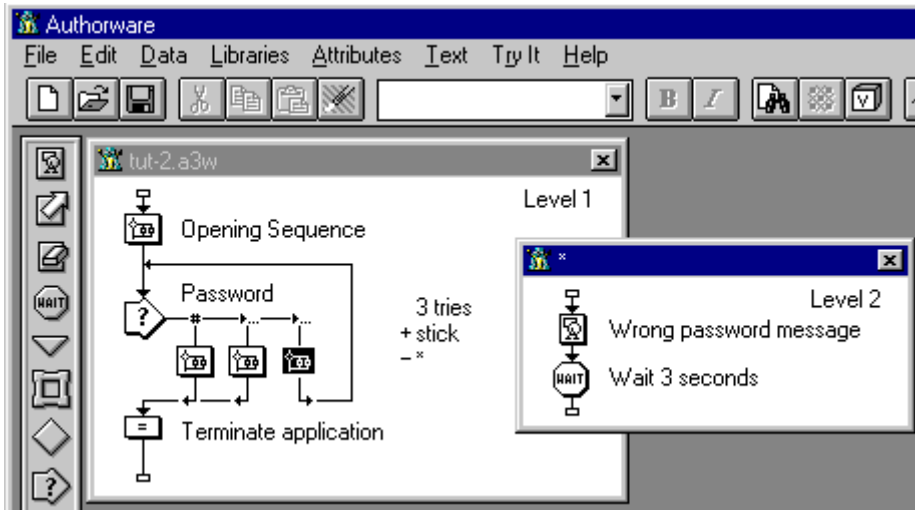 Authorware
File Edit Data Libraries Attributes Text Try It Help
B I V
tut-2.a3w
Level 1
Opening Sequence
Password
3 tries
+ stick
– *
?
#
...
...
=
Terminate application
WAIT
?
*
Level 2
Wrong password message
WAIT
Wait 3 seconds